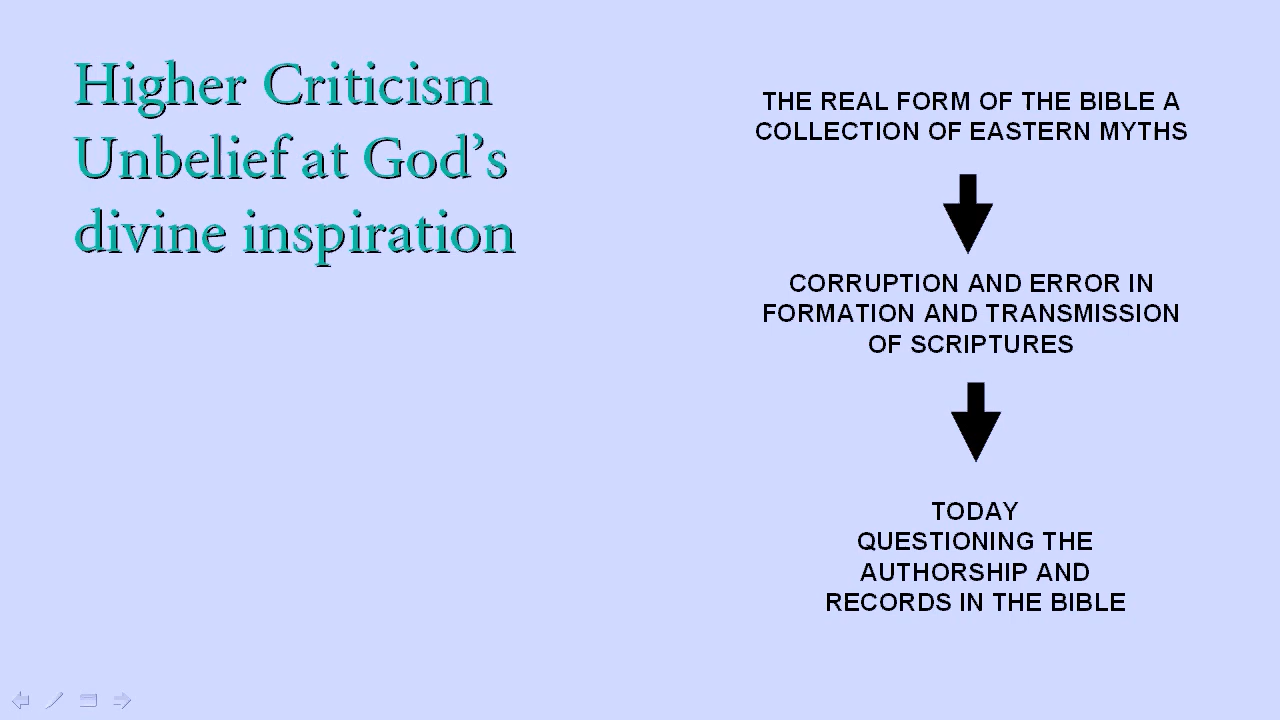 Higher Criticism
Unbelief at God’s
divine inspiration
THE REAL FORM OF THE BIBLE A
COLLECTION OF EASTERN MYTHS
CORRUPTION AND ERROR IN
FORMATION AND TRANSMISSION
OF SCRIPTURES
TODAY
QUESTIONING THE
AUTHORSHIP AND
RECORDS IN THE BIBLE